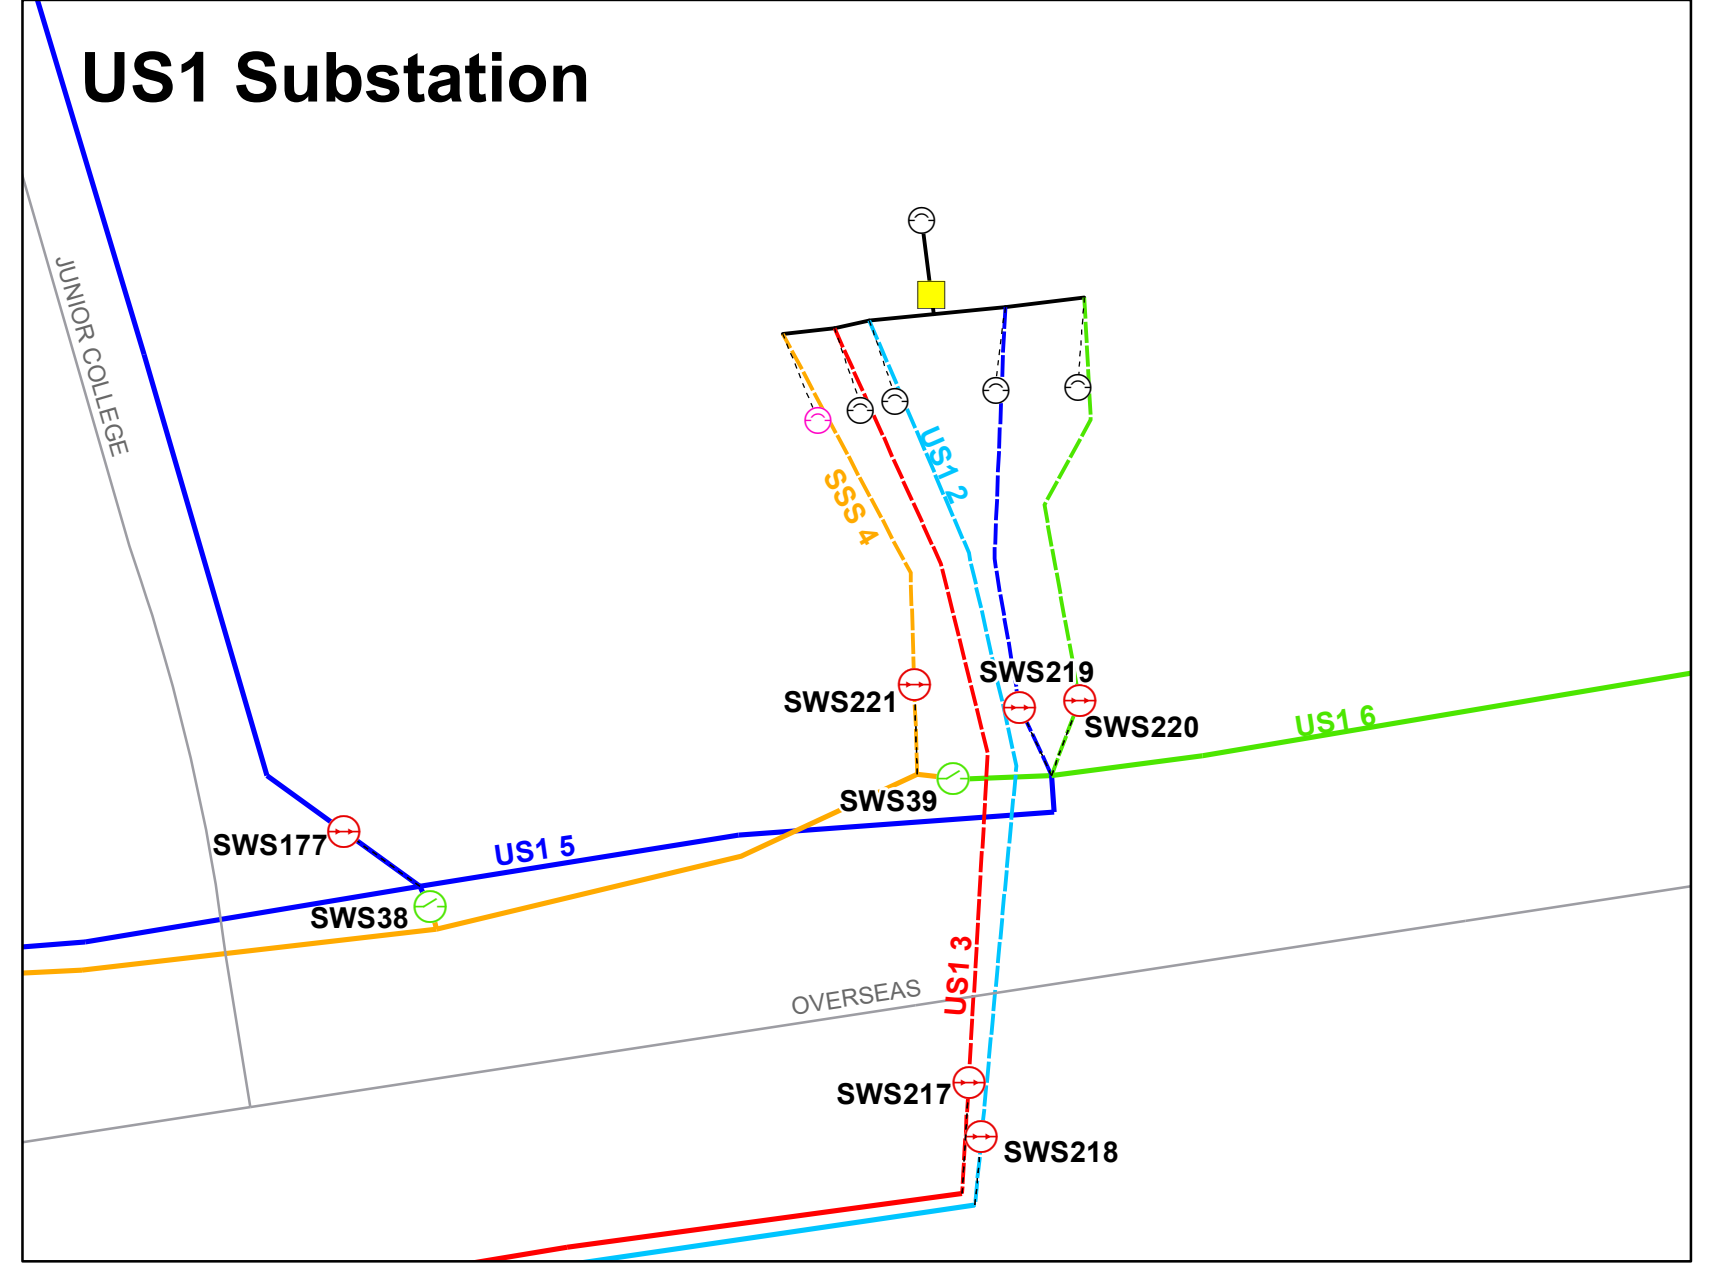 US1 Substation
JUNIOR COLLEGE
US1 2
SSS 4
SWS219
SWS221
SWS220
US1 6
SWS39
SWS177
US1 5
SWS38
US1 3
OVERSEAS
SWS217
SWS218